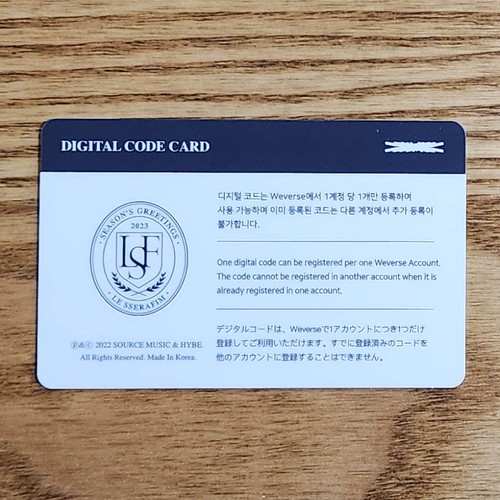 DIGITAL CODE CARD
디지털 코드는 Weverse에서 1계정 당 1개만 등록하여
사용 가능하며 이미 등록된 코드는 다른 계정에서 추가 등록이
불가합니다.
· SEASON'S GREETINGS ·
2023
LSF
· LE SSERAFIM ·
One digital code can be registered per one Weverse Account.
The code cannot be registered in another account when it is
already registered in one account.
Ⓟ&ⓒ 2022 SOURCE MUSIC & HYBE.
All Rights Reserved. Made In Korea.
デジタルコードは、Weverseで1アカウントにつき1つだけ
登録してご利用いただけます。すでに登録済みのコードを
他のアカウントに登録することはできません。